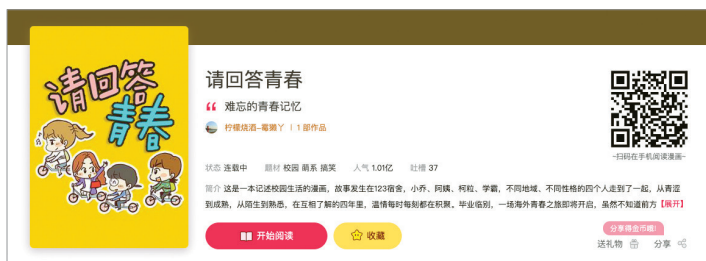 请回答
青春
请回答青春
难忘的青春记忆
柠檬烧酒-霉獭丫 | 1 部作品
~扫码在手机阅读漫画~
状态 连载中 题材 校园 萌系 搞笑 人气 1.01亿 吐槽 37
简介 这是一本记述校园生活的漫画，故事发生在123宿舍，小乔、阿姨、柯粒、学霸，不同地域、不同性格的四个人走到了一起，从青涩
到成熟，从陌生到熟悉，在互相了解的四年里，温情每时每刻都在积聚。毕业临别，一场海外青春之旅即将开启，虽然不知道前方【展开】
分享得金币哦!
开始阅读 收藏 送礼物 分享